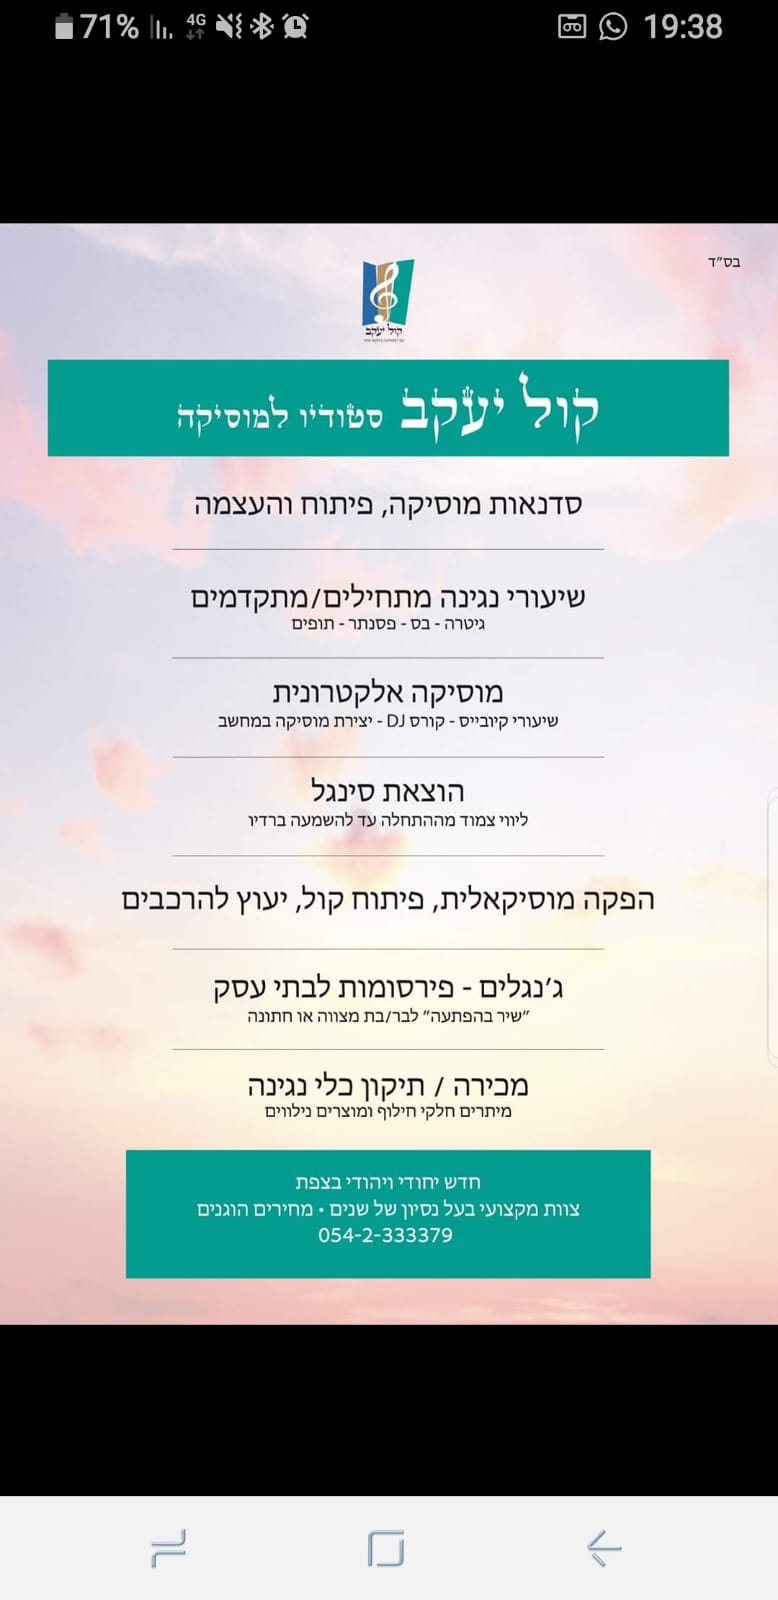 71% 4G 19:38
בס"ד
קול יעקב
קול יעקב סטודיו למוסיקה
סדנאות מוסיקה, פיתוח והעצמה
שיעורי נגינה מתחילים/מתקדמים
גיטרה - בס - פסנתר - תופים
מוסיקה אלקטרונית
שיעורי קיובייס - קורס DJ - יצירת מוסיקה במחשב
הוצאת סינגל
ליווי צמוד מההתחלה עד להשמעה ברדיו
הפקה מוסיקאלית, פיתוח קול, יעוץ להרכבים
ג'נגלים - פירסומות לבתי עסק
"שיר בהפתעה" לבר/בת מצווה או חתונה
מכירה / תיקון כלי נגינה
מיתרים חלקי חילוף ומוצרים נילווים
חדש יחודי ויהודי בצפת
צוות מקצועי בעל נסיון של שנים • מחירים הוגנים
054-2-333379